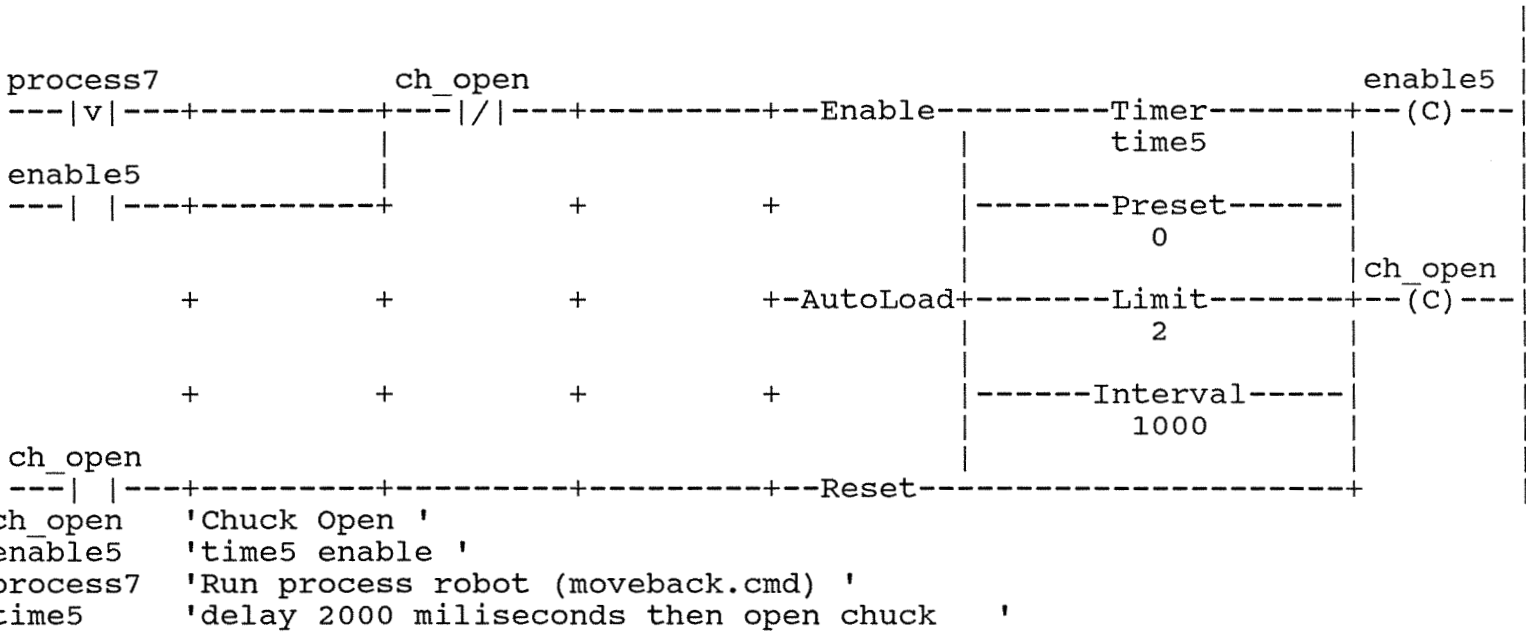 process7 ch_open enable5
---|v|---+---------+---|/|---+---------+--Enable---------Timer-------+--(C)---|
time5
enable5
---| |---+---------+ + + |-------Preset------|
0
ch_open
+ + + +-AutoLoad+-------Limit-------+--(C)---|
2
+ + + + |------Interval-----|
1000
ch_open
---| |---+---------+---------+---------+--Reset----------------------+
ch_open 'Chuck Open '
enable5 'time5 enable '
process7 'Run process robot (moveback.cmd) '
time5 'delay 2000 miliseconds then open chuck '